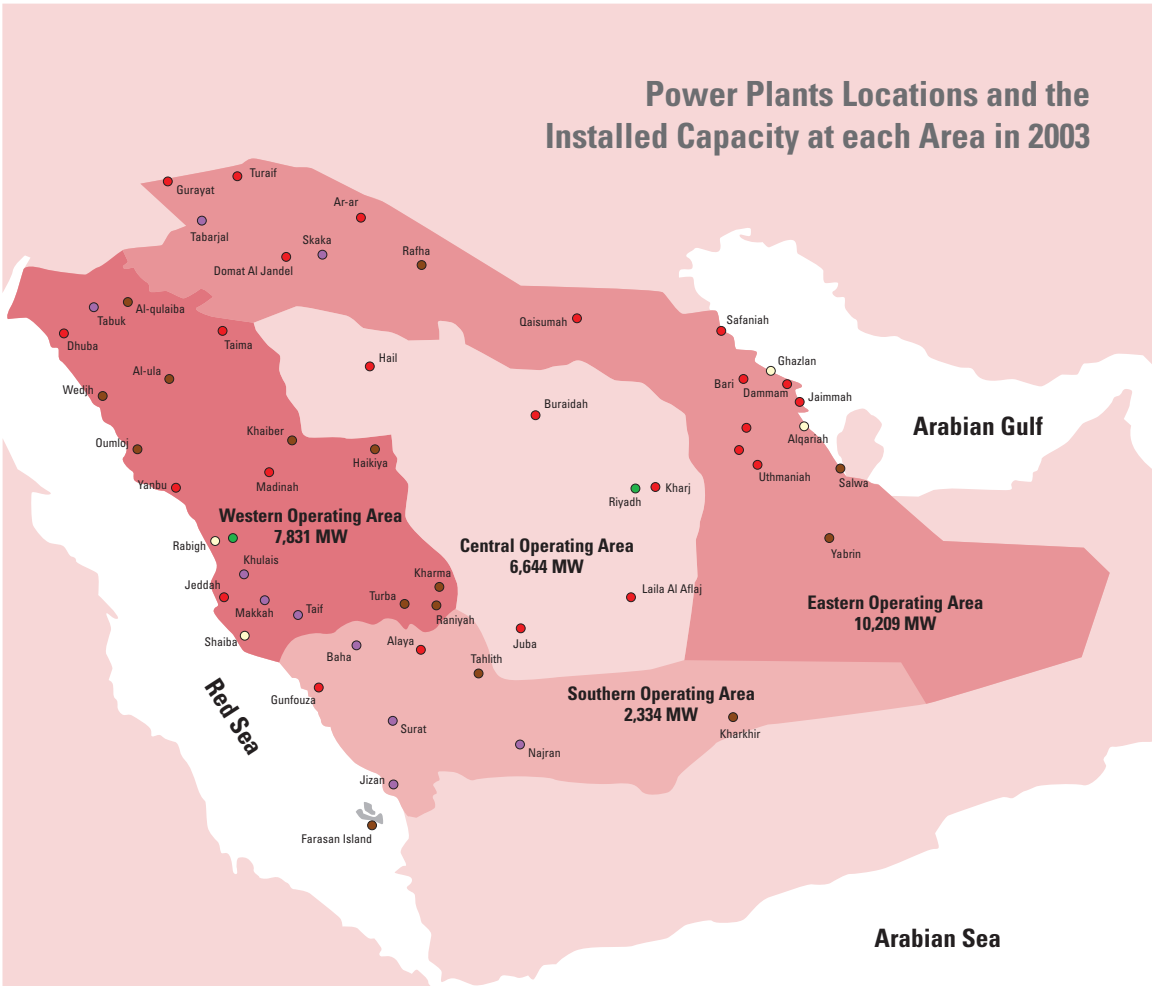 Power Plants Locations and the
Installed Capacity at each Area in 2003
Turaif
Gurayat
Ar-ar
Tabarjal
Skaka
Rafha
Domat Al Jandel
Al-qulaiba
Tabuk
Qaisumah
Safaniah
Dhuba
Taima
Hail
Ghazlan
Al-ula
Bari
Dammam
Wedjh
Jaimmah
Buraidah
Arabian Gulf
Khaiber
Alqariah
Oumloj
Haikiya
Uthmaniah
Salwa
Yanbu
Madinah
Kharj
Riyadh
Western Operating Area
7,831 MW
Rabigh
Central Operating Area
6,644 MW
Yabrin
Khulais
Kharma
Jeddah
Laila Al Aflaj
Turba
Eastern Operating Area
10,209 MW
Makkah
Taif
Raniyah
Shaiba
Alaya
Juba
Baha
Tahlith
Red Sea
Gunfouza
Southern Operating Area
2,334 MW
Surat
Kharkhir
Najran
Jizan
Farasan Island
Arabian Sea